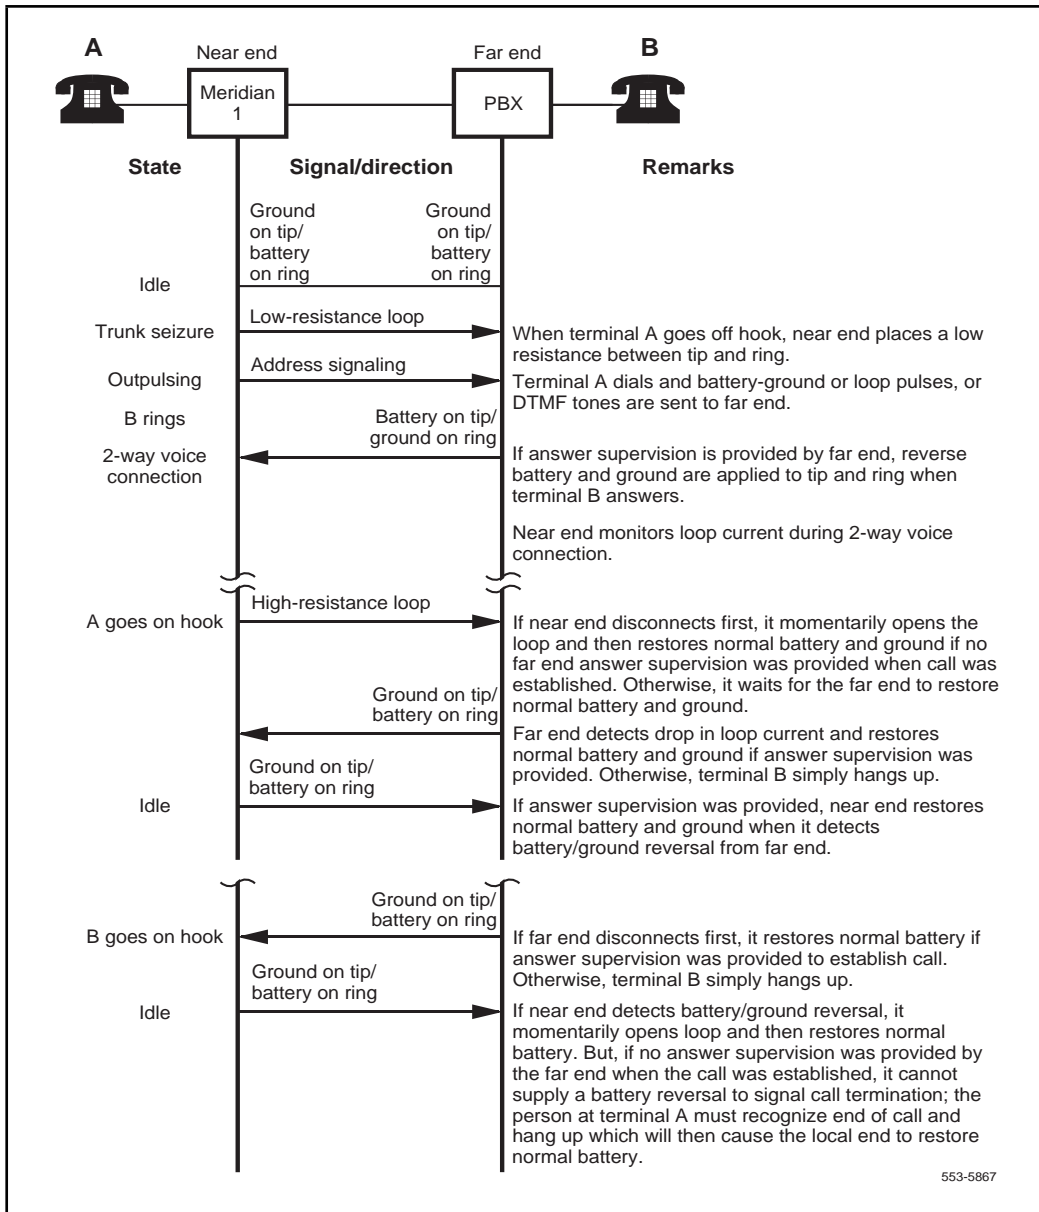 A
Near end
Far end
B
Meridian
1
PBX
State
Signal/direction
Remarks
Ground
on tip/
battery
on ring
Ground
on tip/
battery
on ring
Idle
Trunk seizure
Low-resistance loop
When terminal A goes off hook, near end places a low
resistance between tip and ring.
Outpulsing
Address signaling
Terminal A dials and battery-ground or loop pulses, or
DTMF tones are sent to far end.
B rings
Battery on tip/
ground on ring
2-way voice
connection
If answer supervision is provided by far end, reverse
battery and ground are applied to tip and ring when
terminal B answers.
Near end monitors loop current during 2-way voice
connection.
A goes on hook
High-resistance loop
If near end disconnects first, it momentarily opens the
loop and then restores normal battery and ground if no
far end answer supervision was provided when call was
established. Otherwise, it waits for the far end to restore
normal battery and ground.
Ground on tip/
battery on ring
Far end detects drop in loop current and restores
normal battery and ground if answer supervision was
provided. Otherwise, terminal B simply hangs up.
Ground on tip/
battery on ring
Idle
If answer supervision was provided, near end restores
normal battery and ground when it detects
battery/ground reversal from far end.
Ground on tip/
battery on ring
B goes on hook
If far end disconnects first, it restores normal battery if
answer supervision was provided to establish call.
Otherwise, terminal B simply hangs up.
Ground on tip/
battery on ring
Idle
If near end detects battery/ground reversal, it
momentarily opens loop and then restores normal
battery. But, if no answer supervision was provided by
the far end when the call was established, it cannot
supply a battery reversal to signal call termination; the
person at terminal A must recognize end of call and
hang up which will then cause the local end to restore
normal battery.
553-5867